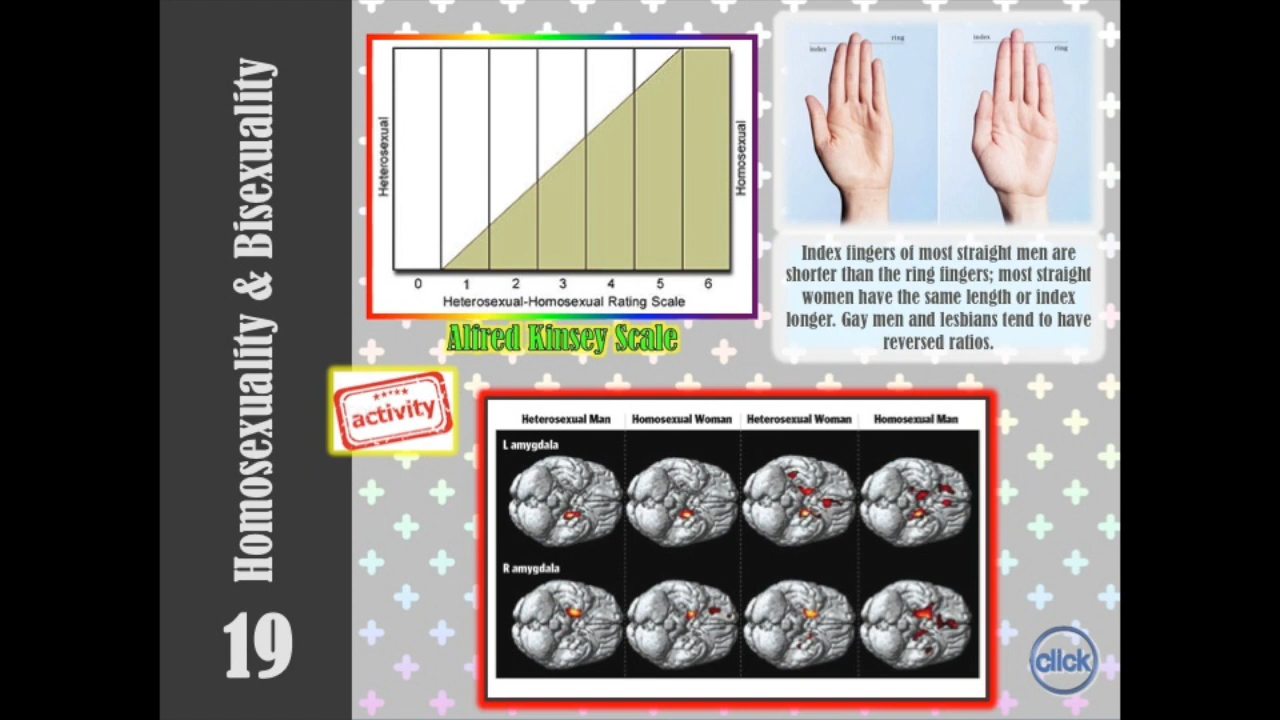 Homosexuality & Bisexuality
19
Heterosexual
Homosexual
0 1 2 3 4 5 6
Heterosexual-Homosexual Rating Scale
Alfred Kinsey Scale
index
ring
index
ring
Index fingers of most straight men are
shorter than the ring fingers; most straight
women have the same length or index
longer. Gay men and lesbians tend to have
reversed ratios.
activity
Heterosexual Man Homosexual Woman Heterosexual Woman Homosexual Man
L amygdala
R amygdala
click